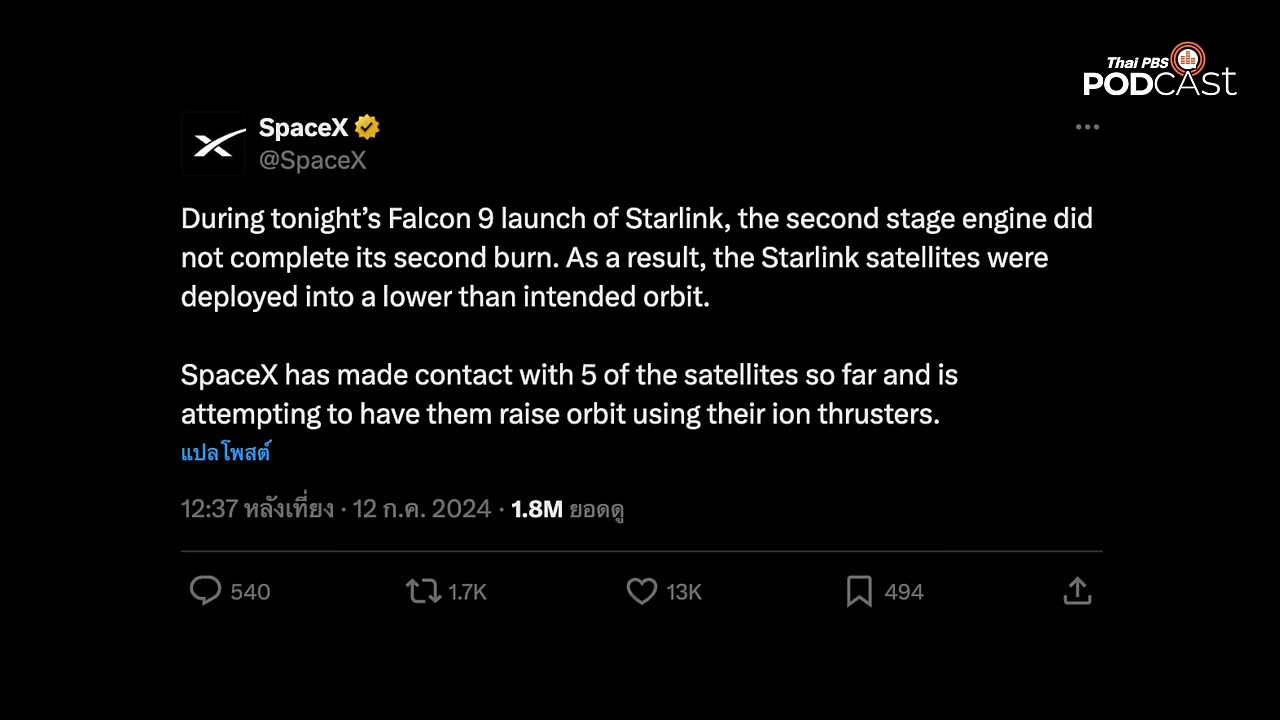 Thai PBS
PODCAST
SpaceX
@SpaceX
During tonight’s Falcon 9 launch of Starlink, the second stage engine did
not complete its second burn. As a result, the Starlink satellites were
deployed into a lower than intended orbit.
SpaceX has made contact with 5 of the satellites so far and is
attempting to have them raise orbit using their ion thrusters.
แปลโพสต์
12:37 หลังเที่ยง · 12 ก.ค. 2024 · 1.8M ยอดดู
540 1.7K 13K 494